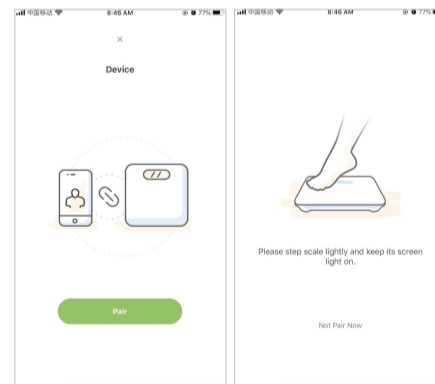 中国移动
8:46 AM
77%
×
Device
Pair
中国移动
8:46 AM
77%
Please step scale lightly and keep its screen
light on.
Not Pair Now